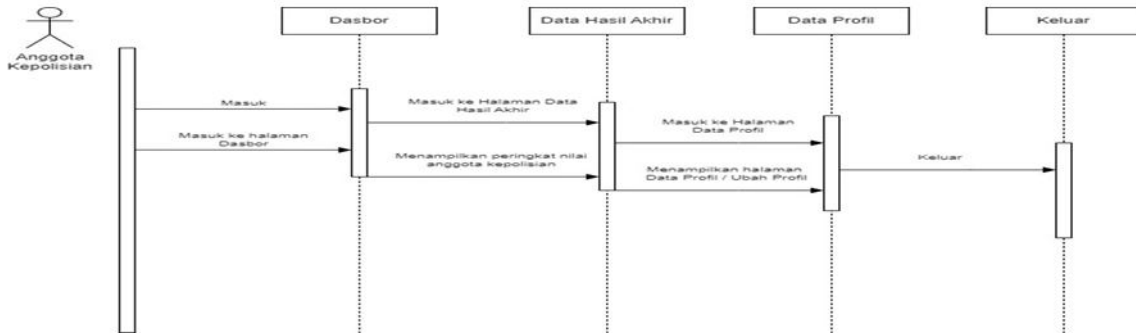 Dasbor
Data Hasil Akhir
Data Profil
Keluar
Anggota
Kepolisian
Masuk
Masuk ke Halaman Data
Hasil Akhir
Masuk ke Halaman
Data Profil
Masuk ke halaman
Dasbor
Menampilkan peringkat nilai
anggota kepolisian
Menampilkan halaman
Data Profil / Ubah Profil
Keluar